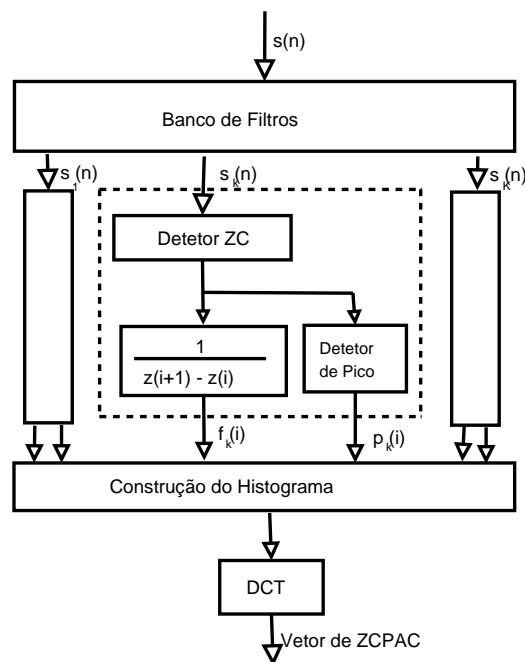 s(n)
Banco de Filtros
s1(n)
sk(n)
sk(n)
Detetor ZC
1
z(i+1) - z(i)
Detetor
de Pico
fk(i)
pk(i)
Construção do Histograma
DCT
Vetor de ZCPAC